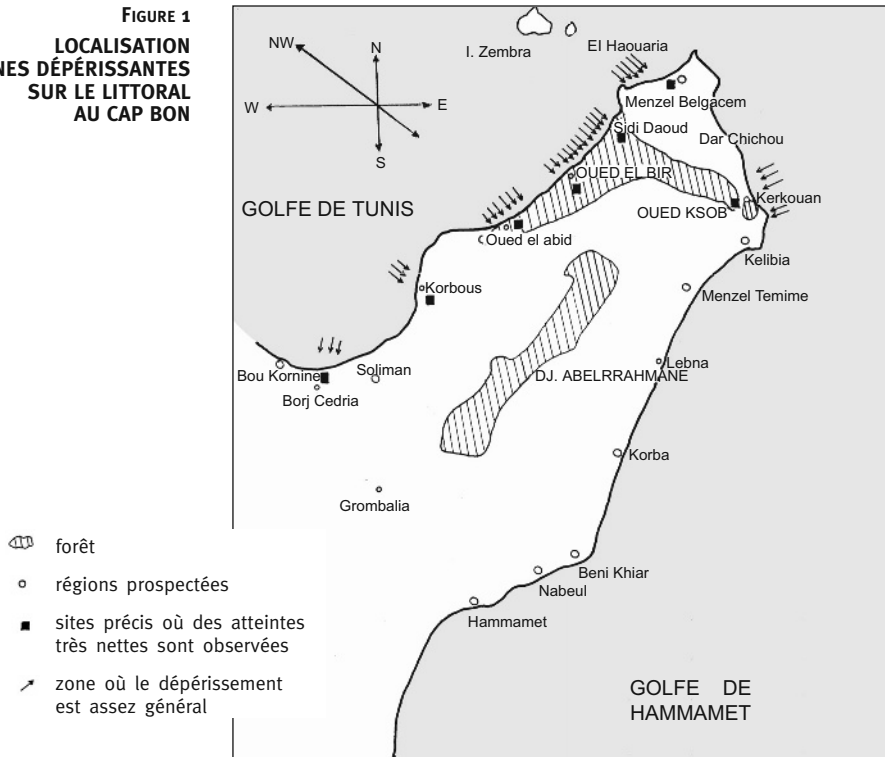 FIGURE 1
LOCALISATION
NES DÉPÉRISSANTES
SUR LE LITTORAL
AU CAP BON
NW
N
W
E
S
I. Zembra
El Haouaria
Menzel Belgacem
Sidi Daoud
Dar Chichou
OUED EL BIR
Kerkouan
OUED KSOB
GOLFE DE TUNIS
Oued el abid
Kelibia
Korbous
Menzel Temime
Lebna
Bou Kornine
Soliman
DJ. ABELRRAHMANE
Borj Cedria
Korba
Grombalia
Beni Khiar
Nabeul
Hammamet
GOLFE DE
HAMMAMET
forêt
régions prospectées
sites précis où des atteintes
très nettes sont observées
zone où le dépérissement
est assez général